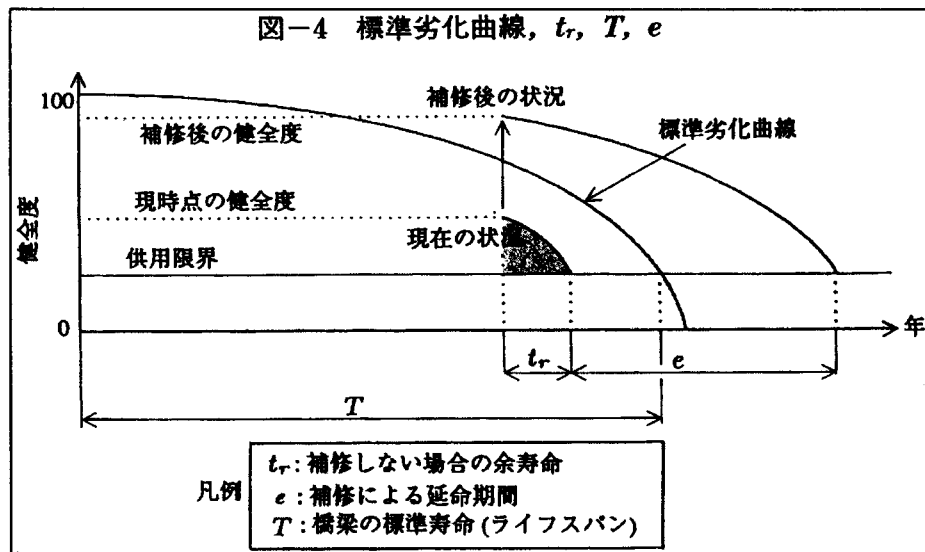 図－4 標準劣化曲線, tr, T, e
100
補修後の状況
補修後の健全度
標準劣化曲線
現時点の健全度
現在の状況
健全度
供用限界
0
年
tr
e
T
凡例
tr : 補修しない場合の余寿命
e : 補修による延命期間
T : 橋梁の標準寿命 (ライフスパン)